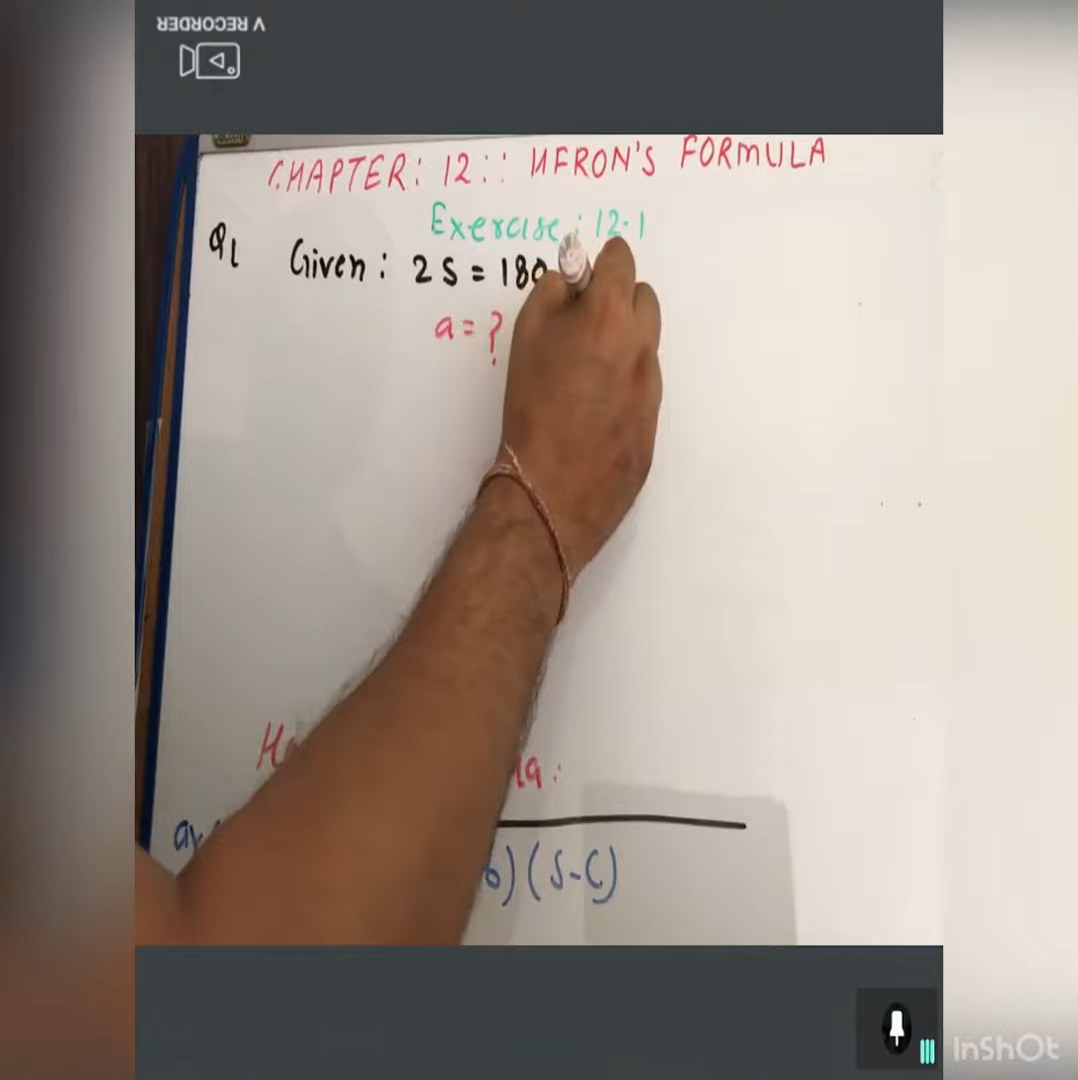 V RECORDER
CHAPTER: 12:: HERON'S FORMULA
Exercise: 12.1
Q1 Given: 2S = 180
a = ?
b) (S-C)
InShOt